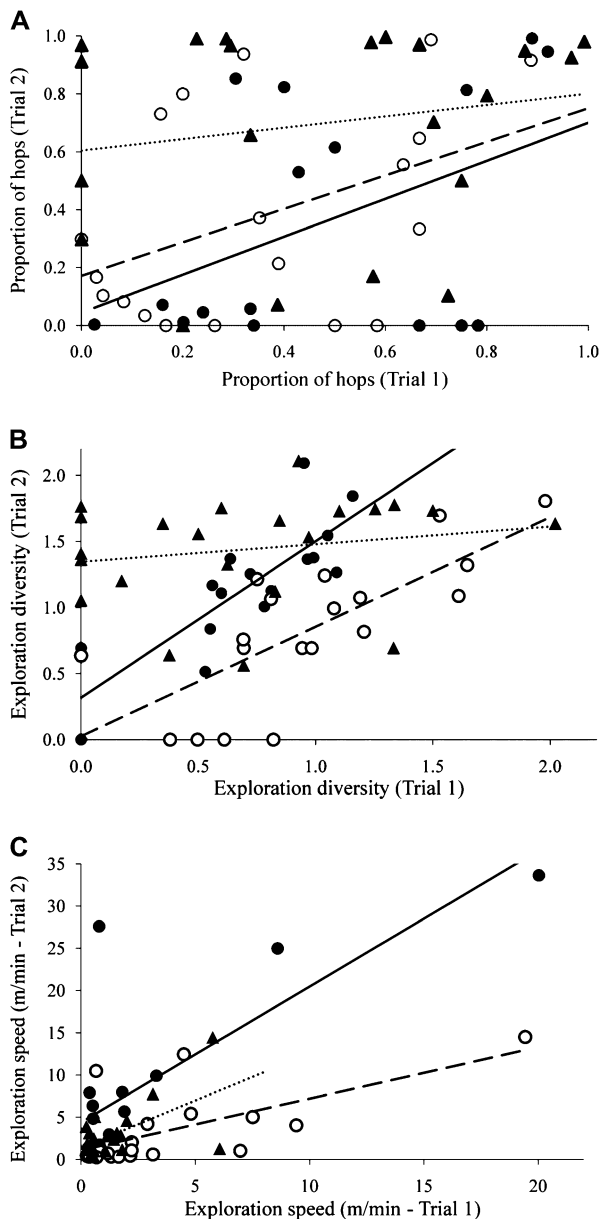 A
1.0
0.8
0.6
0.4
0.2
0.0
Proportion of hops (Trial 2)
0.0 0.2 0.4 0.6 0.8 1.0
Proportion of hops (Trial 1)
B
2.0
1.5
1.0
0.5
0.0
Exploration diversity (Trial 2)
0.0 0.5 1.0 1.5 2.0
Exploration diversity (Trial 1)
C
35
30
25
20
15
10
5
0
Exploration speed (m/min - Trial 2)
0 5 10 15 20
Exploration speed (m/min - Trial 1)